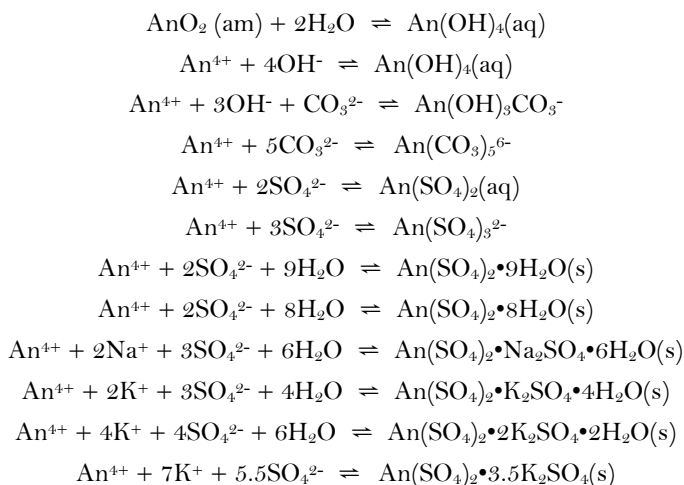 AnO₂ (am) + 2H₂O ⇌ An(OH)₄(aq)
An⁴⁺ + 4OH⁻ ⇌ An(OH)₄(aq)
An⁴⁺ + 3OH⁻ + CO₃²⁻ ⇌ An(OH)₃CO₃⁻
An⁴⁺ + 5CO₃²⁻ ⇌ An(CO₃)₅⁶⁻
An⁴⁺ + 2SO₄²⁻ ⇌ An(SO₄)₂(aq)
An⁴⁺ + 3SO₄²⁻ ⇌ An(SO₄)₃²⁻
An⁴⁺ + 2SO₄²⁻ + 9H₂O ⇌ An(SO₄)₂•9H₂O(s)
An⁴⁺ + 2SO₄²⁻ + 8H₂O ⇌ An(SO₄)₂•8H₂O(s)
An⁴⁺ + 2Na⁺ + 3SO₄²⁻ + 6H₂O ⇌ An(SO₄)₂•Na₂SO₄•6H₂O(s)
An⁴⁺ + 2K⁺ + 3SO₄²⁻ + 4H₂O ⇌ An(SO₄)₂•K₂SO₄•4H₂O(s)
An⁴⁺ + 4K⁺ + 4SO₄²⁻ + 6H₂O ⇌ An(SO₄)₂•2K₂SO₄•2H₂O(s)
An⁴⁺ + 7K⁺ + 5.5SO₄²⁻ ⇌ An(SO₄)₂•3.5K₂SO₄(s)